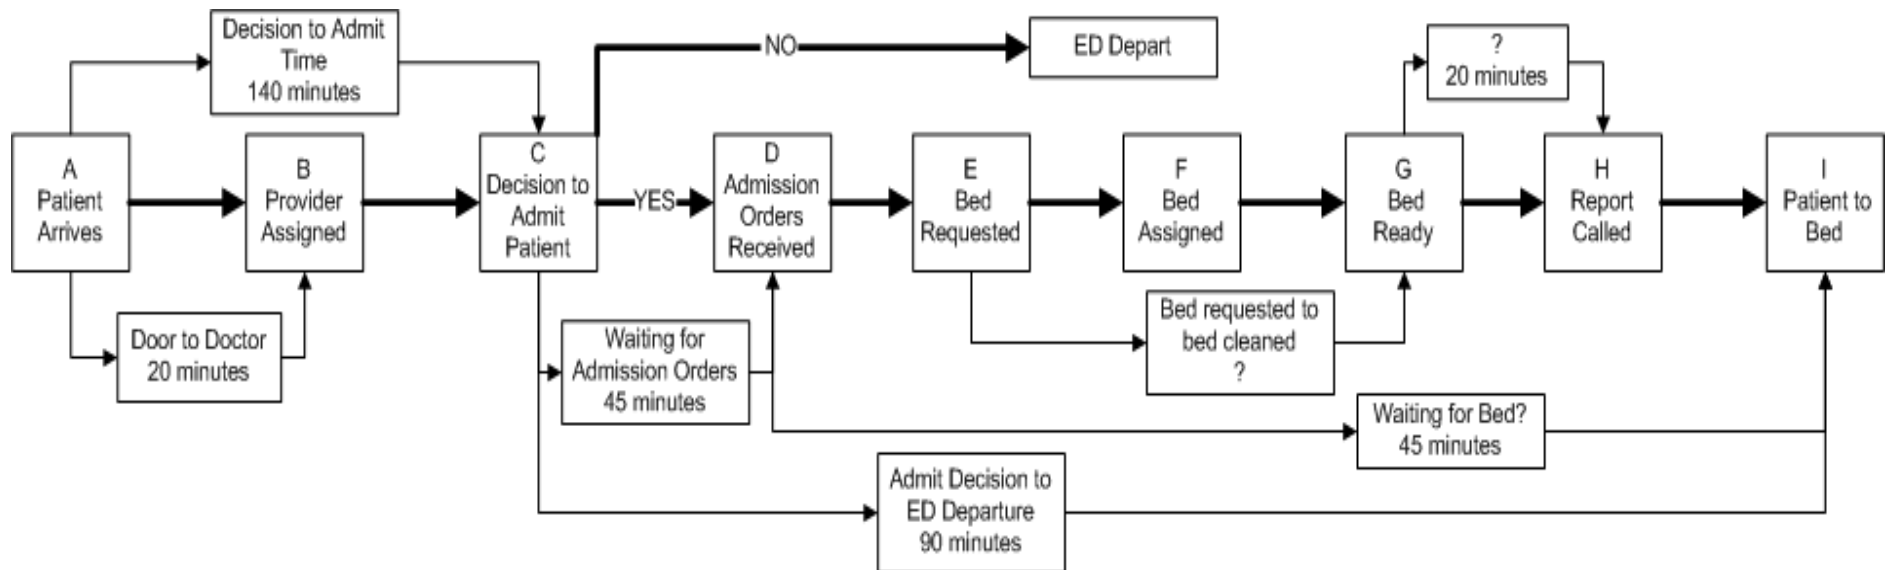 Decision to Admit
Time
140 minutes
NO
ED Depart
?
20 minutes
A
Patient
Arrives
B
Provider
Assigned
C
Decision to
Admit
Patient
YES
D
Admission
Orders
Received
E
Bed
Requested
F
Bed
Assigned
G
Bed
Ready
H
Report
Called
I
Patient to
Bed
Door to Doctor
20 minutes
Waiting for
Admission Orders
45 minutes
Bed requested to
bed cleaned
?
Waiting for Bed?
45 minutes
Admit Decision to
ED Departure
90 minutes